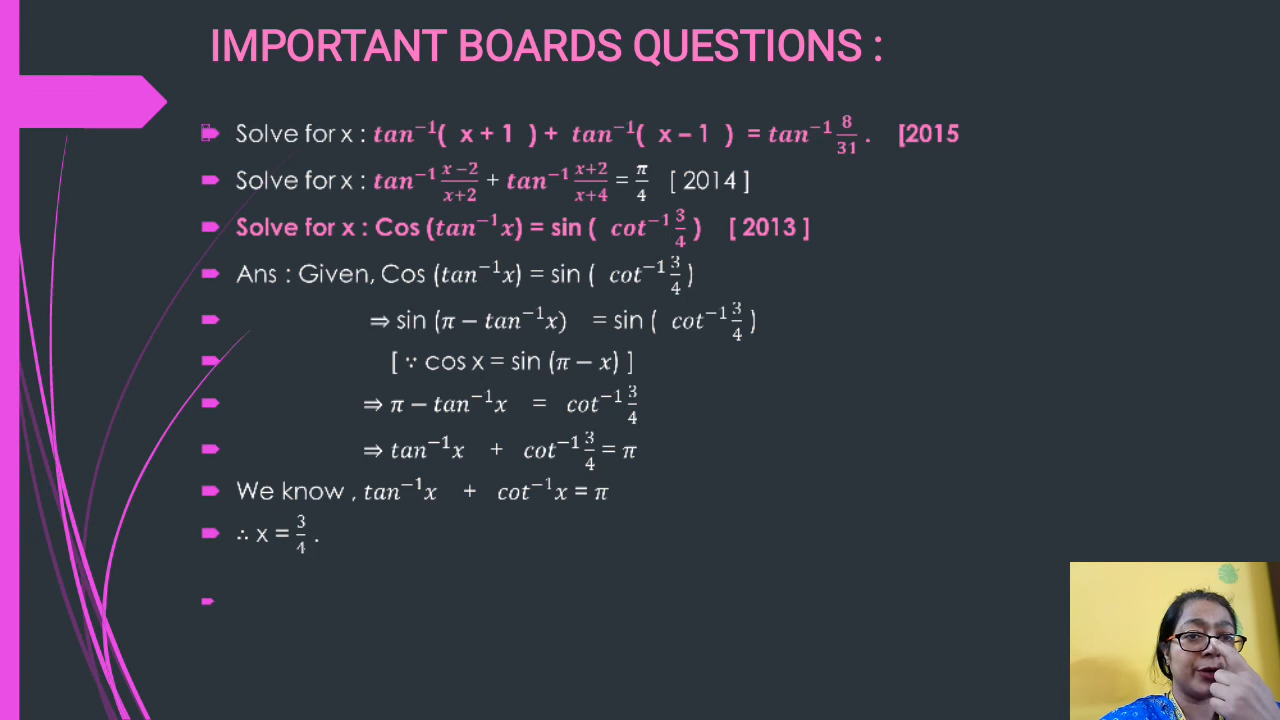 IMPORTANT BOARDS QUESTIONS :
Solve for x : tan⁻¹( x + 1 ) + tan⁻¹( x – 1 ) = tan⁻¹ 8/31 . [2015
Solve for x : tan⁻¹ (x −2)/(x+2) + tan⁻¹ (x+2)/(x+4) = π/4 [ 2014 ]
Solve for x : Cos (tan⁻¹x) = sin ( cot⁻¹ 3/4 ) [ 2013 ]
Ans : Given, Cos (tan⁻¹x) = sin ( cot⁻¹ 3/4 )
⇒ sin (π − tan⁻¹x) = sin ( cot⁻¹ 3/4 )
[ ∵ cos x = sin (π − x) ]
⇒ π − tan⁻¹x = cot⁻¹ 3/4
⇒ tan⁻¹x + cot⁻¹ 3/4 = π
We know , tan⁻¹x + cot⁻¹x = π
∴ x = 3/4 .